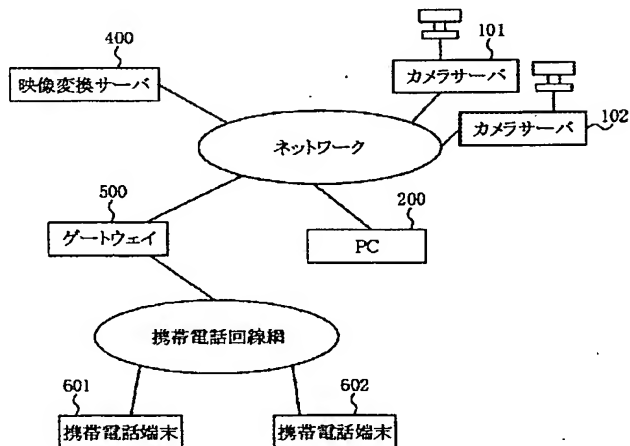 400
映像変換サーバ
101
カメラサーバ
カメラサーバ
102
ネットワーク
500
ゲートウェイ
200
PC
携帯電話回線網
601
携帯電話端末
602
携帯電話端末